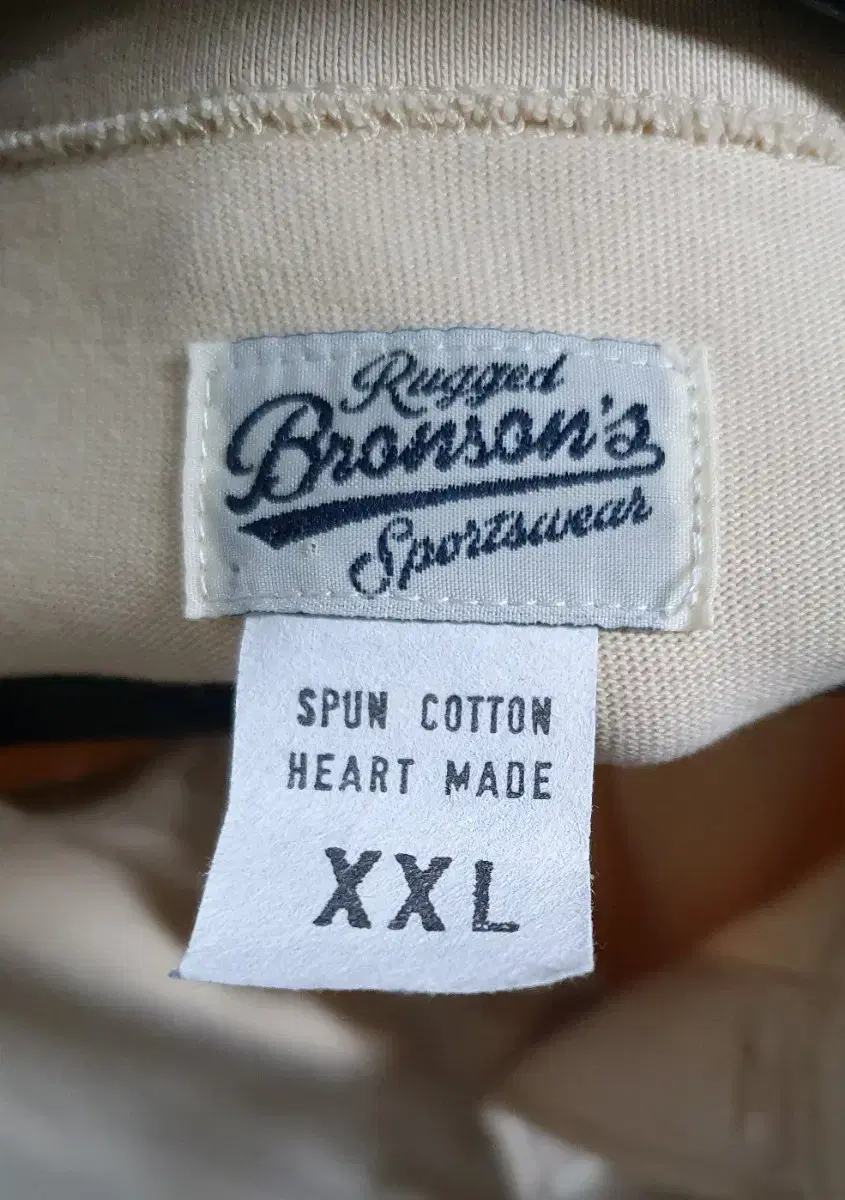 Rugged
Bronson's
Sportswear
SPUN COTTON
HEART MADE
XXL